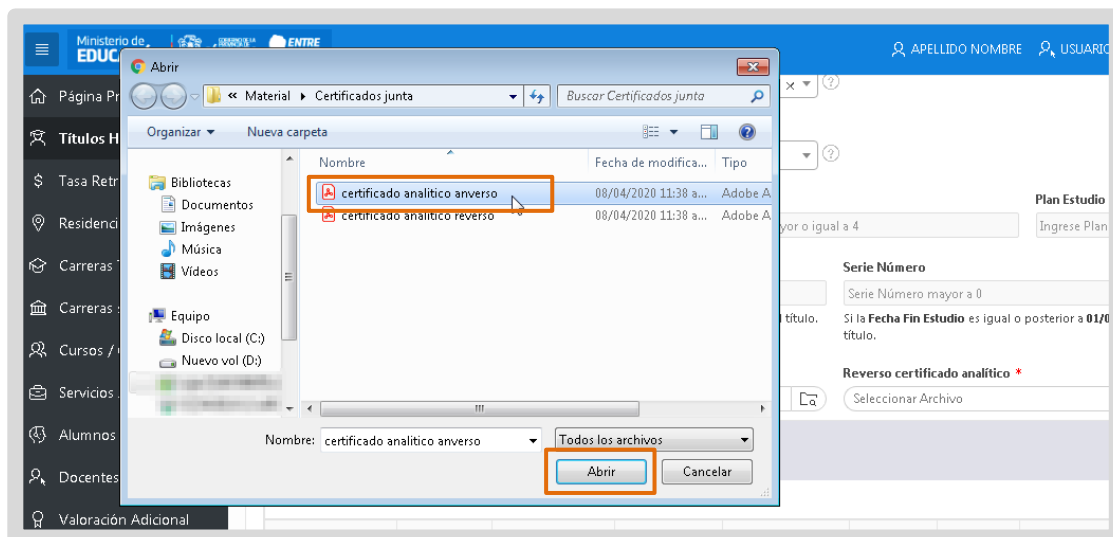 Ministerio de
EDUC
ENTRE
APELLIDO NOMBRE
USUARIO
Abrir
« Material ▸ Certificados junta
Buscar Certificados junta
Organizar
Nueva carpeta
Nombre
Fecha de modifica...
Tipo
Bibliotecas
Documentos
Imágenes
Música
Vídeos
Equipo
Disco local (C:)
Nuevo vol (D:)
certificado analitico anverso
08/04/2020 11:38 a...
Adobe A
certificado analitico reverso
08/04/2020 11:38 a...
Adobe A
Nombre:
certificado analitico anverso
Todos los archivos
Abrir
Cancelar
Página Pr
Títulos H
Tasa Retr
Residenci
Carreras
Carreras
Cursos /
Servicios
Alumnos
Docentes
Valoración Adicional
Plan Estudio
yor o igual a 4
Ingrese Plan
Serie Número
Serie Número mayor a 0
título.
Si la Fecha Fin Estudio es igual o posterior a 01/0
título.
Reverso certificado analítico *
Seleccionar Archivo